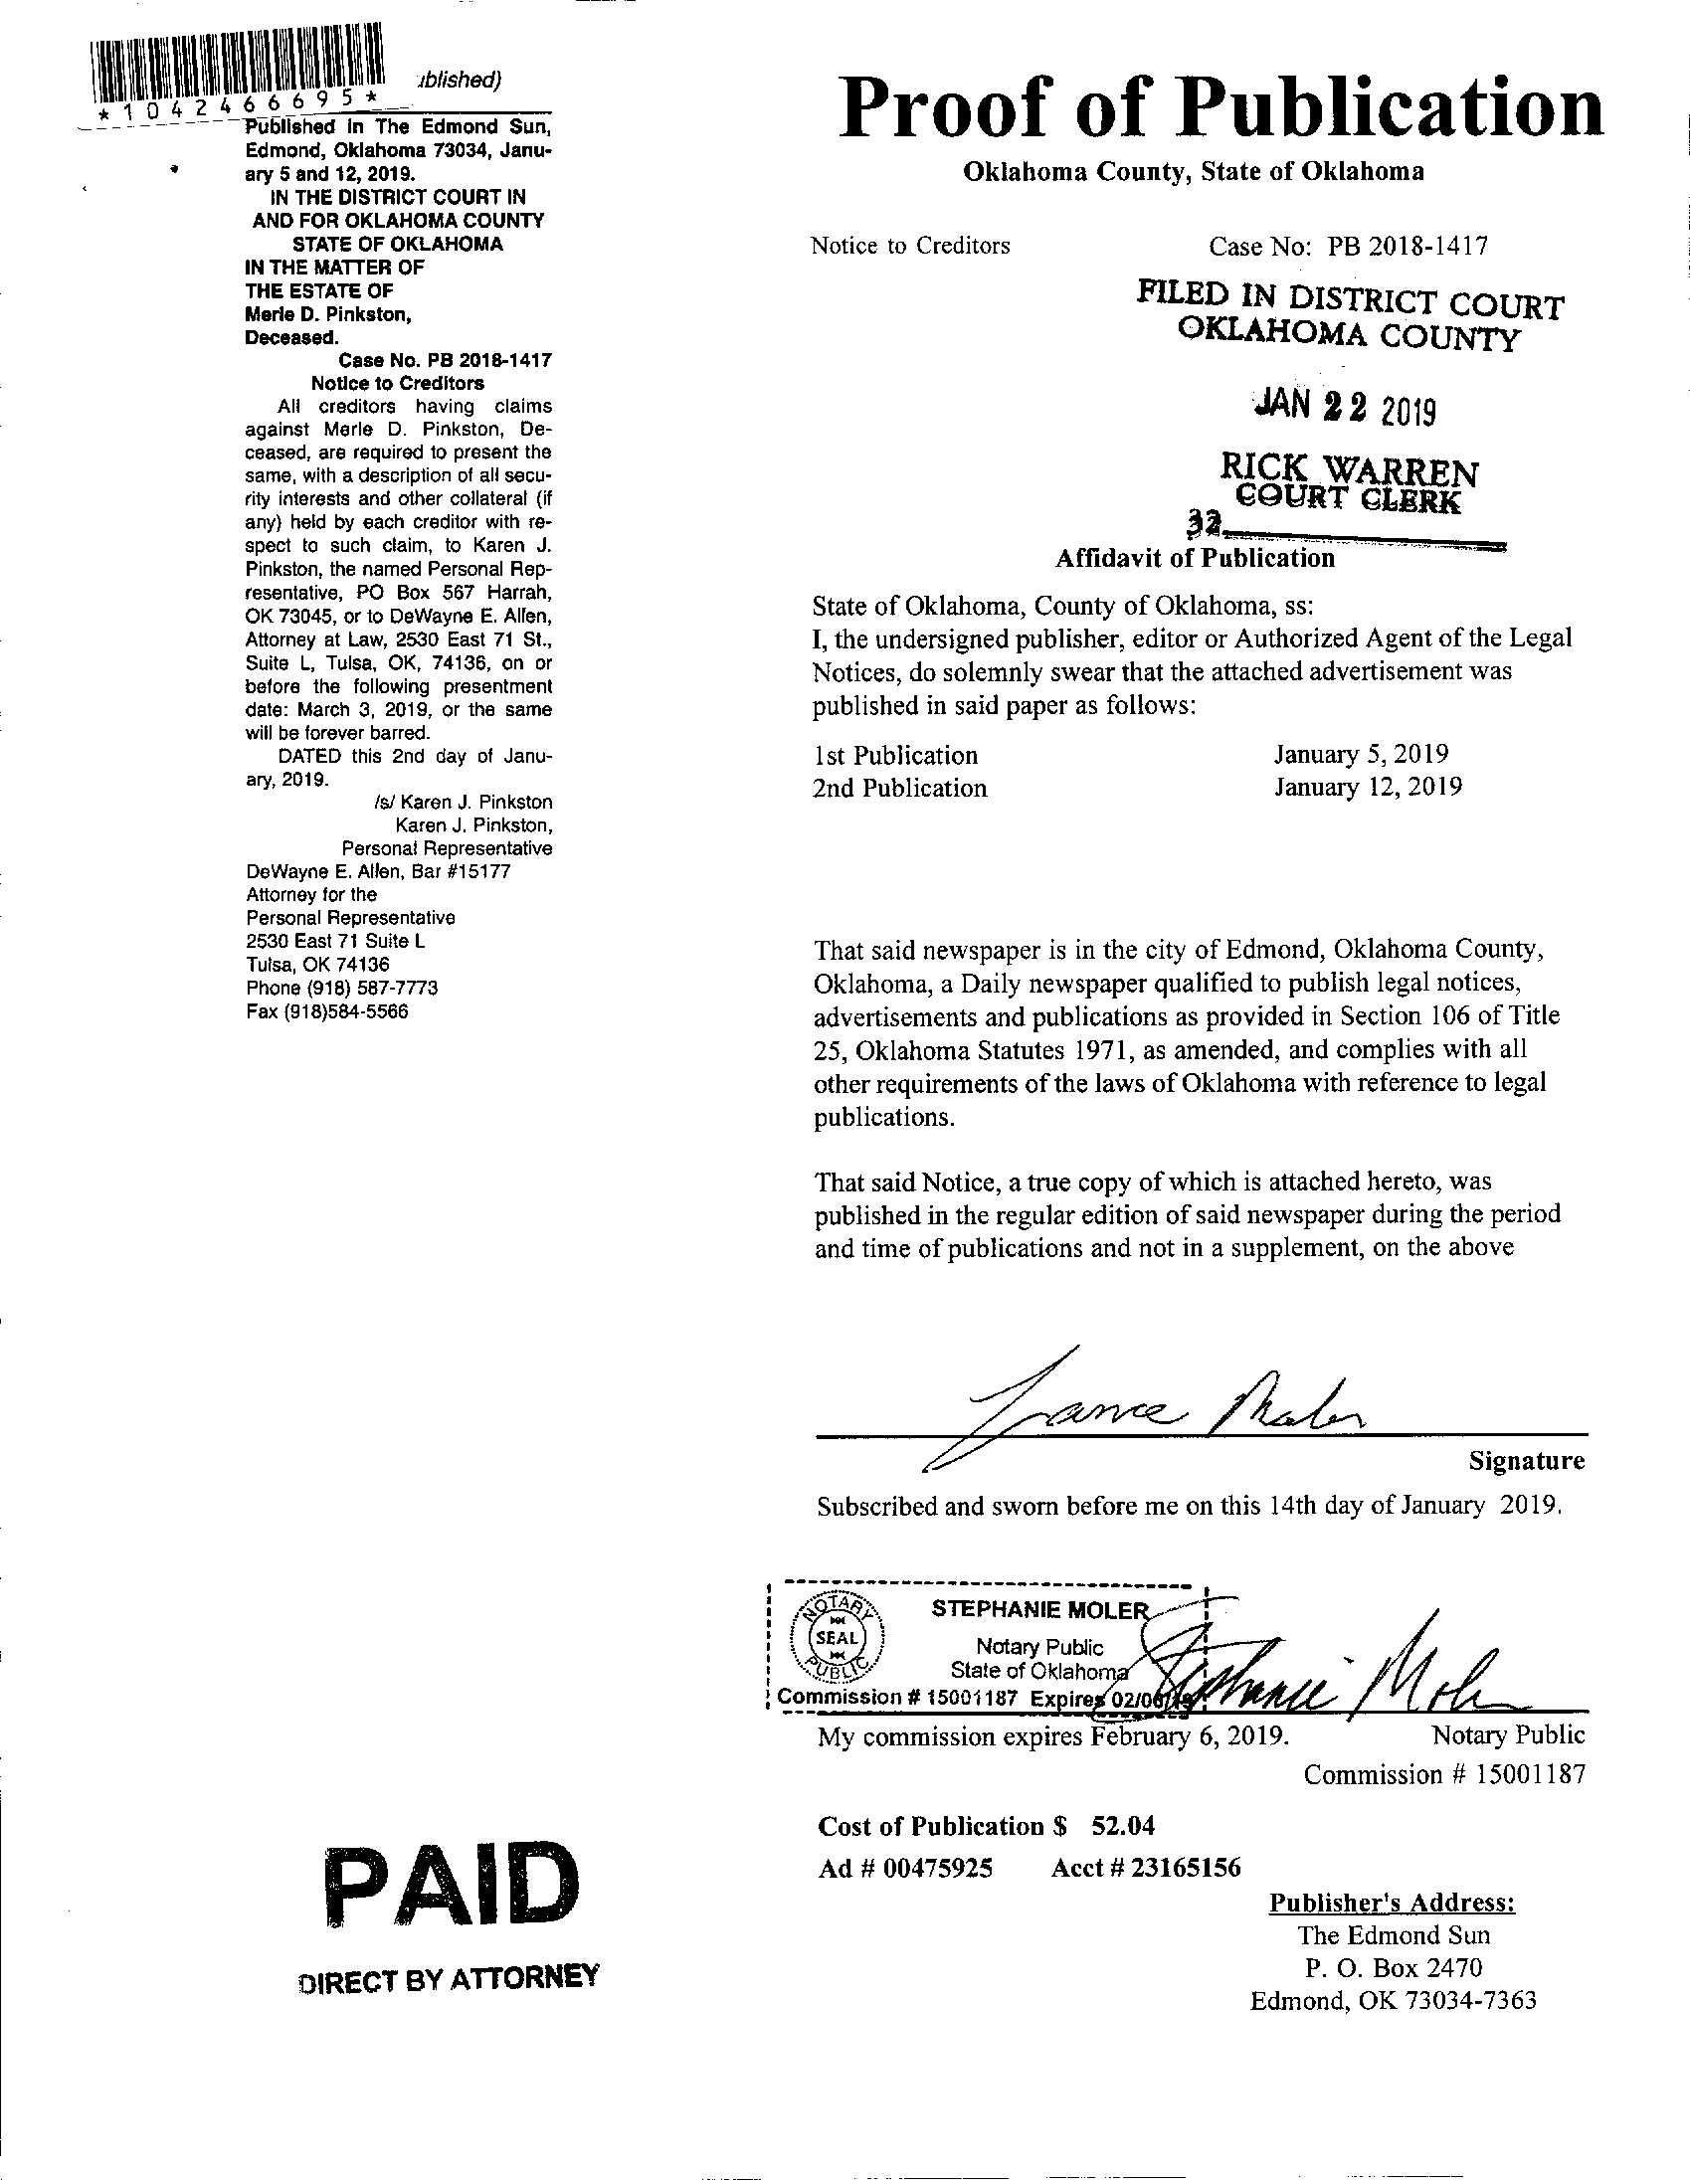 *1042466695*
blished)
Published in The Edmond Sun,
Edmond, Oklahoma 73034, Janu-
ary 5 and 12, 2019.
IN THE DISTRICT COURT IN
AND FOR OKLAHOMA COUNTY
STATE OF OKLAHOMA
IN THE MATTER OF
THE ESTATE OF
Merle D. Pinkston,
Deceased.
Case No. PB 2018-1417
Notice to Creditors
All creditors having claims
against Merle D. Pinkston, De-
ceased, are required to present the
same, with a description of all secu-
rity interests and other collateral (if
any) held by each creditor with re-
spect to such claim, to Karen J.
Pinkston, the named Personal Rep-
resentative, PO Box 567 Harrah,
OK 73045, or to DeWayne E. Allen,
Attorney at Law, 2530 East 71 St.,
Suite L, Tulsa, OK, 74136, on or
before the following presentment
date: March 3, 2019, or the same
will be forever barred.
DATED this 2nd day of Janu-
ary, 2019.
/s/ Karen J. Pinkston
Karen J. Pinkston,
Personal Representative
DeWayne E. Allen, Bar #15177
Attorney for the
Personal Representative
2530 East 71 Suite L
Tulsa, OK 74136
Phone (918) 587-7773
Fax (918)584-5566
PAID
DIRECT BY ATTORNEY
Proof of Publication
Oklahoma County, State of Oklahoma
Notice to Creditors Case No: PB 2018-1417
FILED IN DISTRICT COURT
OKLAHOMA COUNTY
JAN 22 2019
RICK WARREN
COURT CLERK
32
Affidavit of Publication
State of Oklahoma, County of Oklahoma, ss:
I, the undersigned publisher, editor or Authorized Agent of the Legal
Notices, do solemnly swear that the attached advertisement was
published in said paper as follows:
1st Publication January 5, 2019
2nd Publication January 12, 2019
That said newspaper is in the city of Edmond, Oklahoma County,
Oklahoma, a Daily newspaper qualified to publish legal notices,
advertisements and publications as provided in Section 106 of Title
25, Oklahoma Statutes 1971, as amended, and complies with all
other requirements of the laws of Oklahoma with reference to legal
publications.
That said Notice, a true copy of which is attached hereto, was
published in the regular edition of said newspaper during the period
and time of publications and not in a supplement, on the above
Signature
Subscribed and sworn before me on this 14th day of January 2019.
NOTARY
SEAL
PUBLIC
STEPHANIE MOLER
Notary Public
State of Oklahoma
Commission # 15001187 Expires 02/06/19
Stephanie Moler
My commission expires February 6, 2019. Notary Public
Commission # 15001187
Cost of Publication $ 52.04
Ad # 00475925 Acct # 23165156
Publisher's Address:
The Edmond Sun
P. O. Box 2470
Edmond, OK 73034-7363